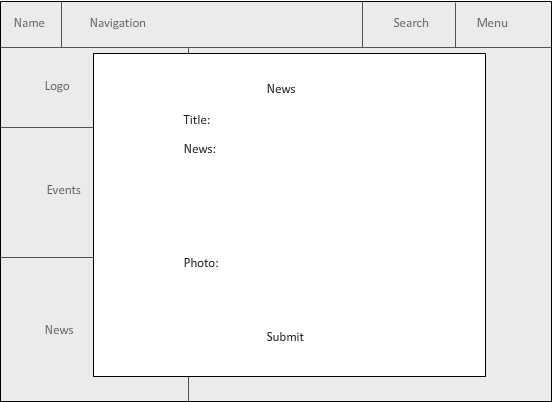 Name Navigation Search Menu
Logo
Events
News
News
Title:
News:
Photo:
Submit